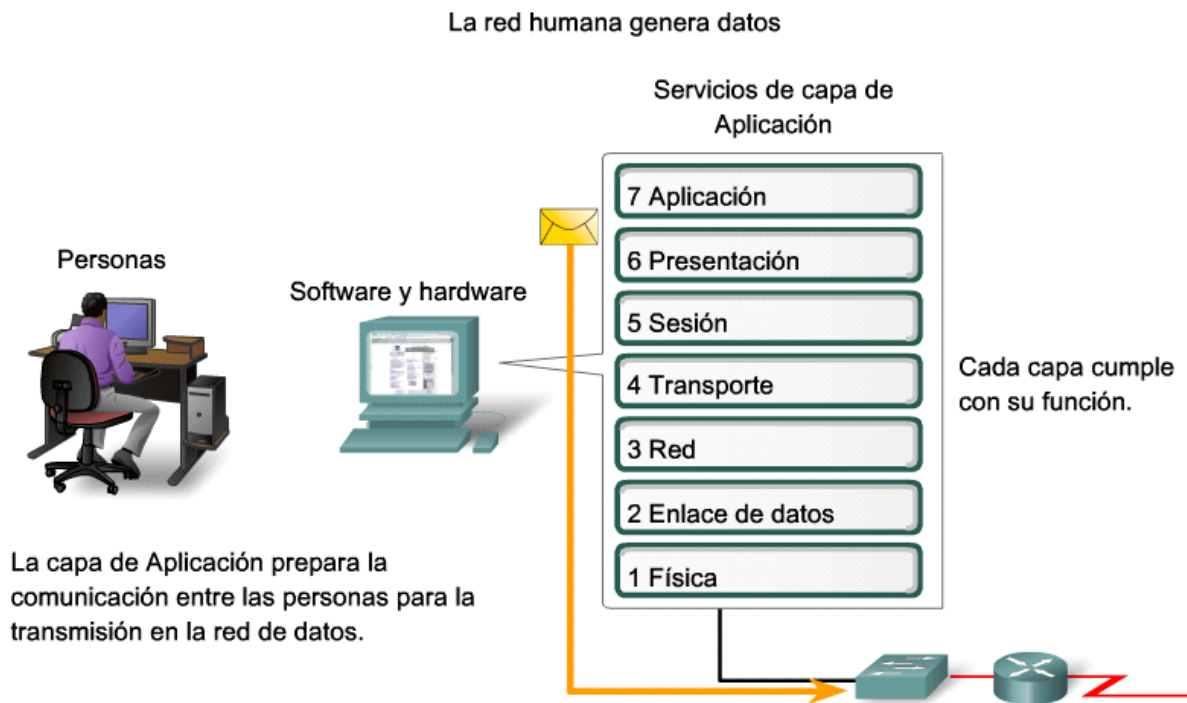 La red humana genera datos
Servicios de capa de
Aplicación
7 Aplicación
6 Presentación
5 Sesión
4 Transporte
3 Red
2 Enlace de datos
1 Física
Personas
Software y hardware
Cada capa cumple
con su función.
La capa de Aplicación prepara la
comunicación entre las personas para la
transmisión en la red de datos.